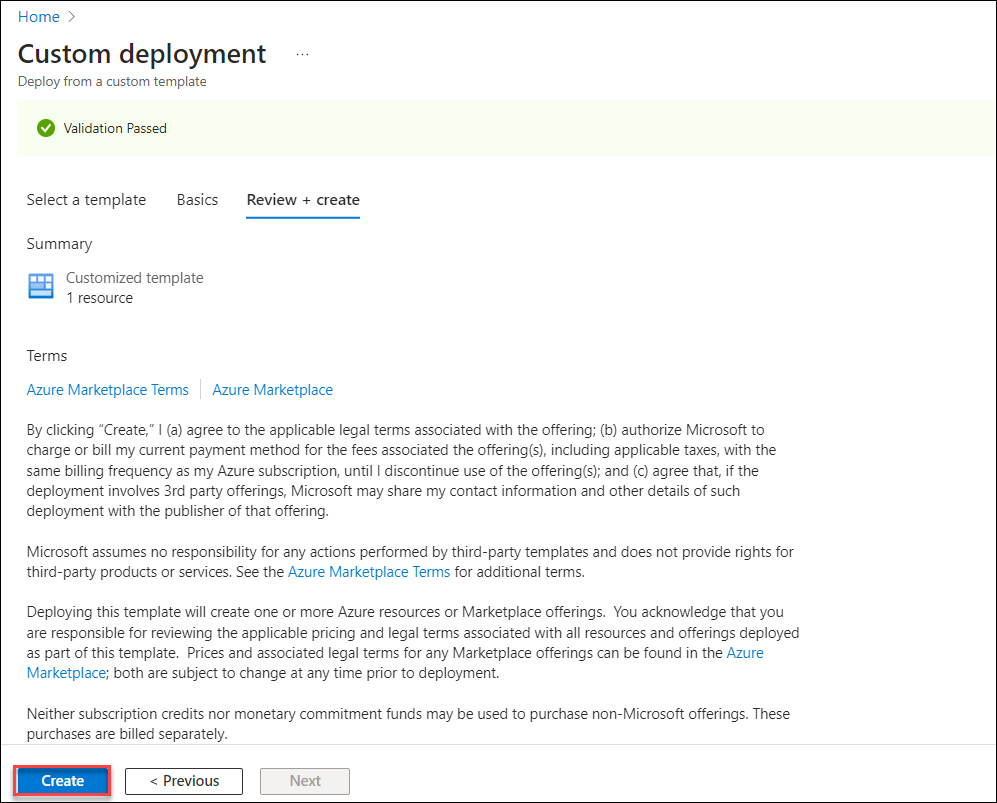 Home >
Custom deployment ...
Deploy from a custom template
Validation Passed
Select a template Basics Review + create
Summary
Customized template
1 resource
Terms
Azure Marketplace Terms Azure Marketplace
By clicking “Create,” I (a) agree to the applicable legal terms associated with the offering; (b) authorize Microsoft to
charge or bill my current payment method for the fees associated the offering(s), including applicable taxes, with the
same billing frequency as my Azure subscription, until I discontinue use of the offering(s); and (c) agree that, if the
deployment involves 3rd party offerings, Microsoft may share my contact information and other details of such
deployment with the publisher of that offering.
Microsoft assumes no responsibility for any actions performed by third-party templates and does not provide rights for
third-party products or services. See the Azure Marketplace Terms for additional terms.
Deploying this template will create one or more Azure resources or Marketplace offerings. You acknowledge that you
are responsible for reviewing the applicable pricing and legal terms associated with all resources and offerings deployed
as part of this template. Prices and associated legal terms for any Marketplace offerings can be found in the Azure
Marketplace; both are subject to change at any time prior to deployment.
Neither subscription credits nor monetary commitment funds may be used to purchase non-Microsoft offerings. These
purchases are billed separately.
Create < Previous Next